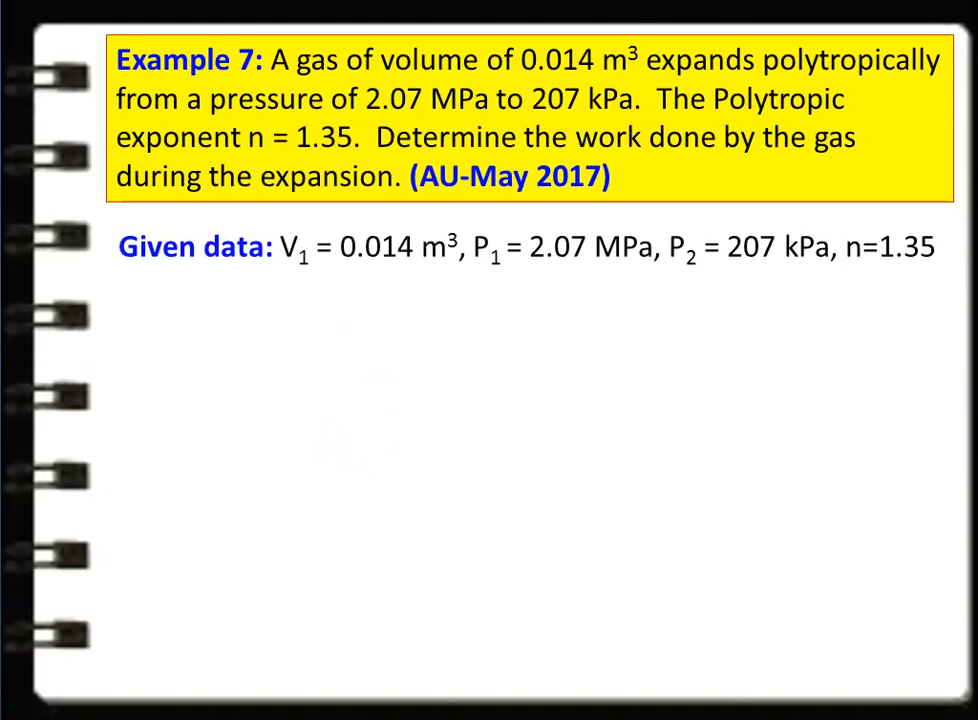 Example 7: A gas of volume of 0.014 m³ expands polytropically
from a pressure of 2.07 MPa to 207 kPa. The Polytropic
exponent n = 1.35. Determine the work done by the gas
during the expansion. (AU-May 2017)
Given data: V₁ = 0.014 m³, P₁ = 2.07 MPa, P₂ = 207 kPa, n=1.35